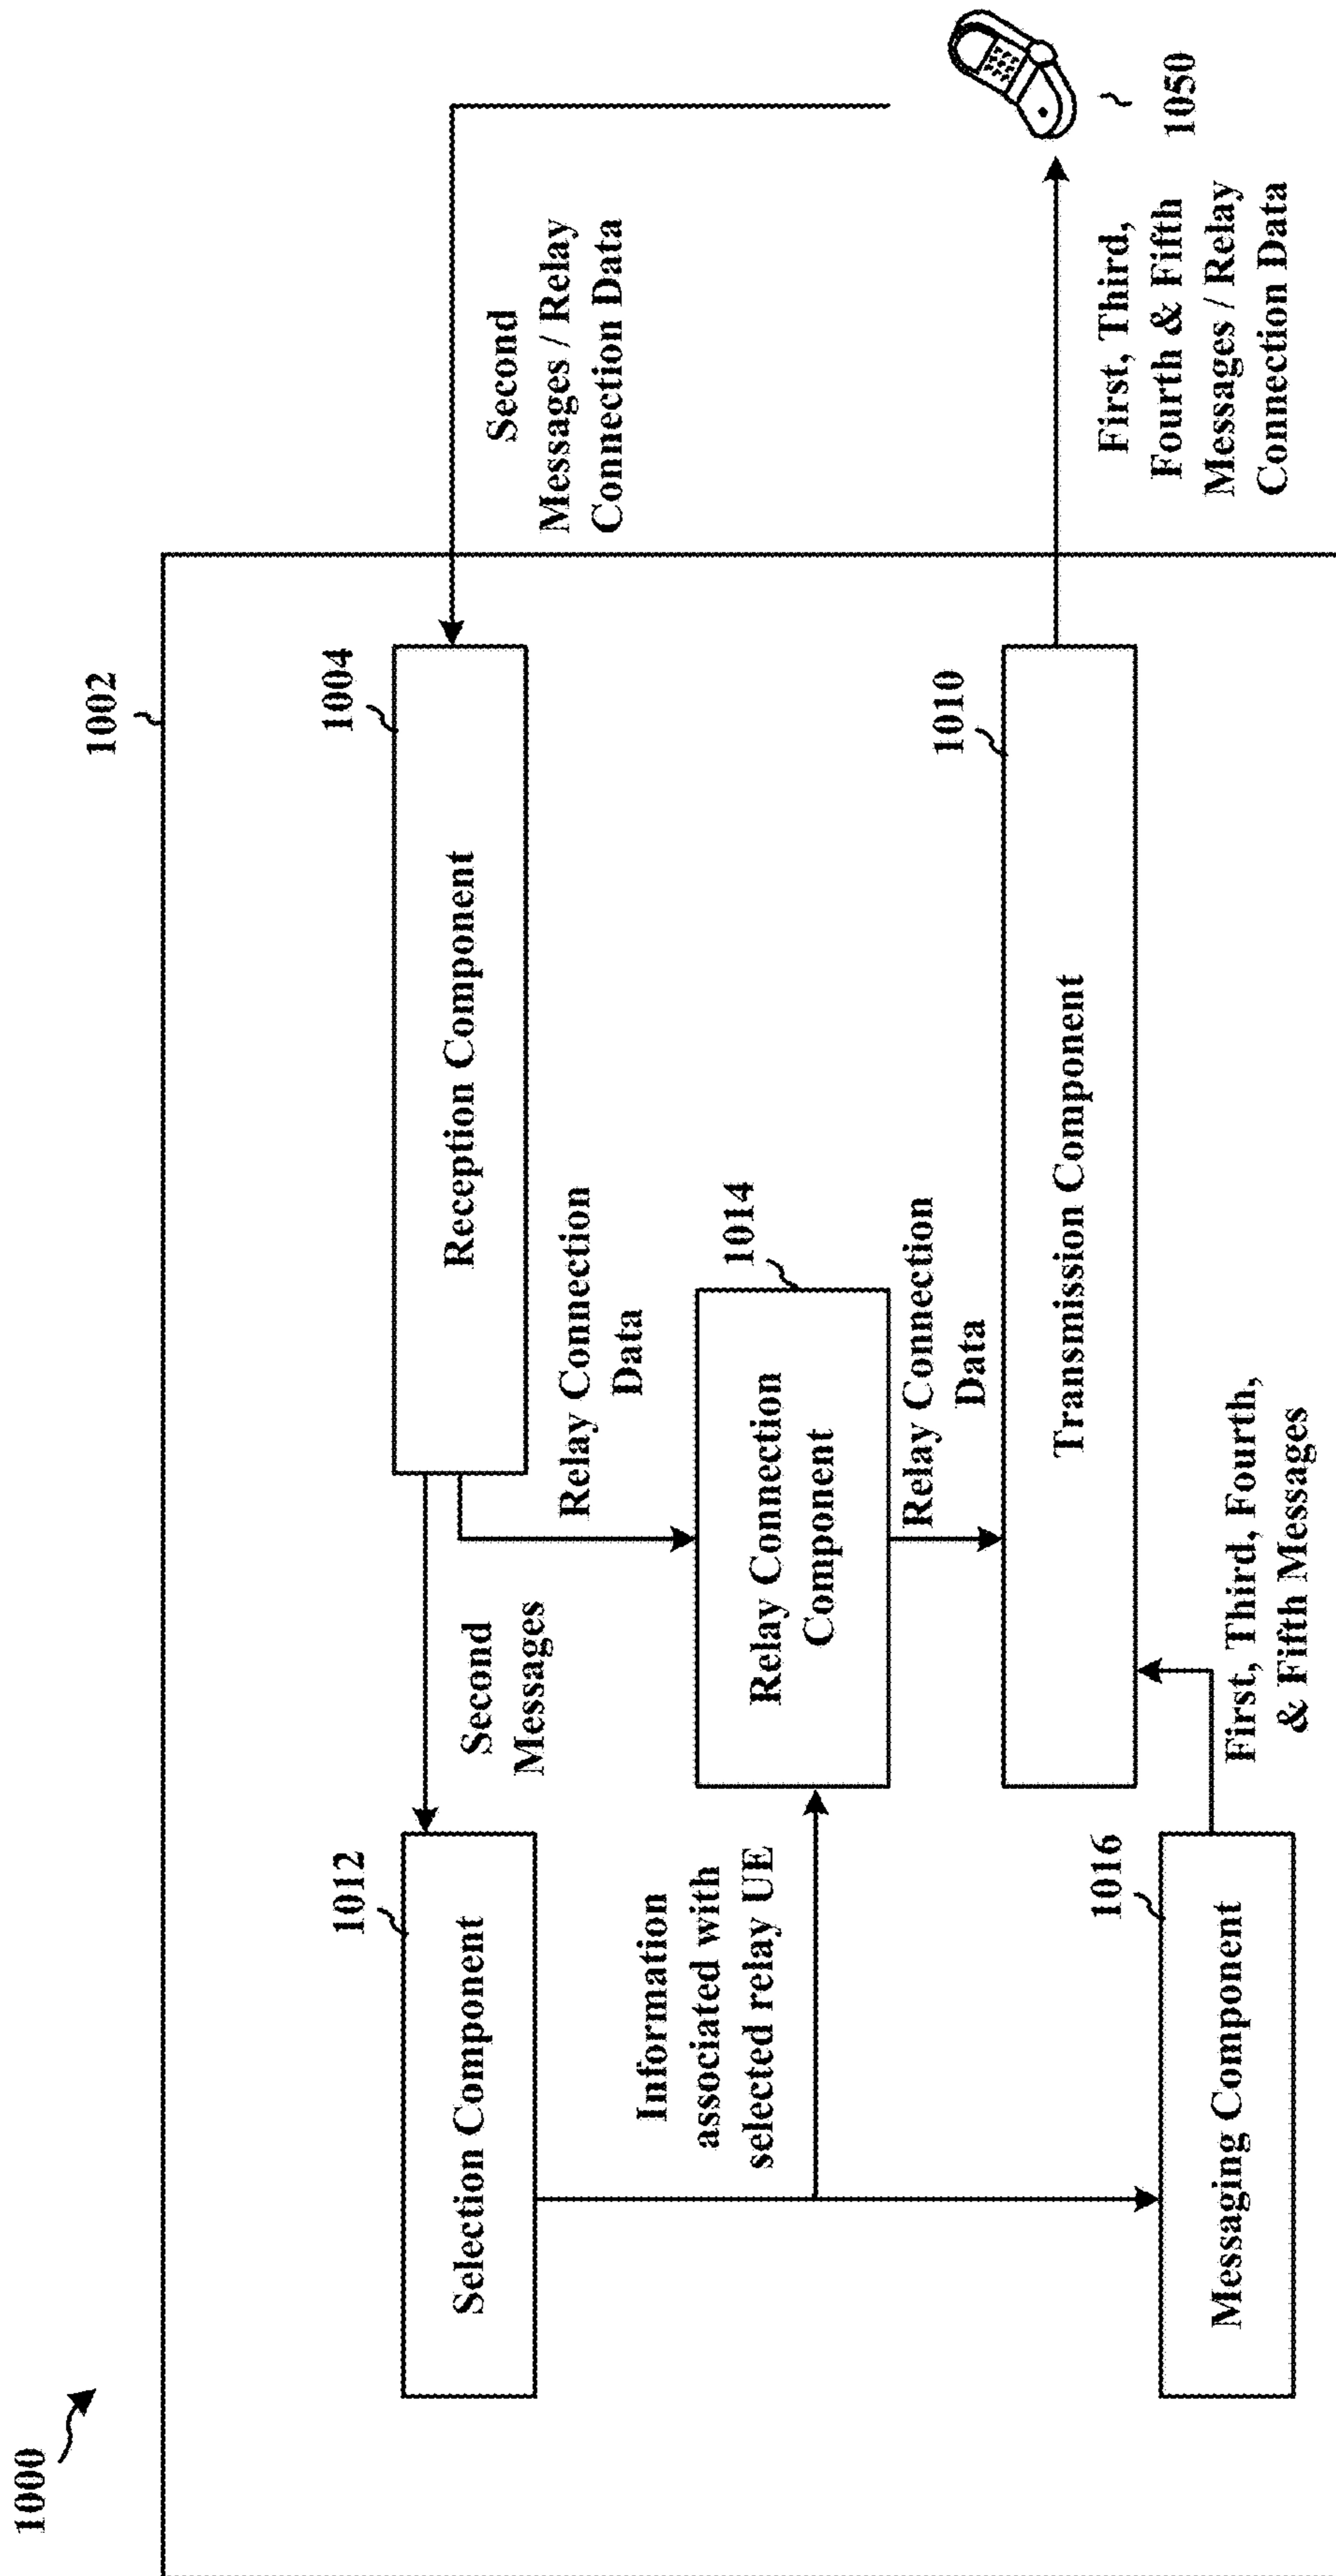 1000
1002
1004
Reception Component
Second
Messages / Relay
Connection Data
1050
First, Third,
Fourth & Fifth
Messages / Relay
Connection Data
1012
Selection Component
Second
Messages
Relay Connection
Data
1014
Relay Connection
Component
Information
associated with
selected relay UE
Relay Connection
Data
1010
Transmission Component
1016
Messaging Component
First, Third, Fourth,
& Fifth Messages